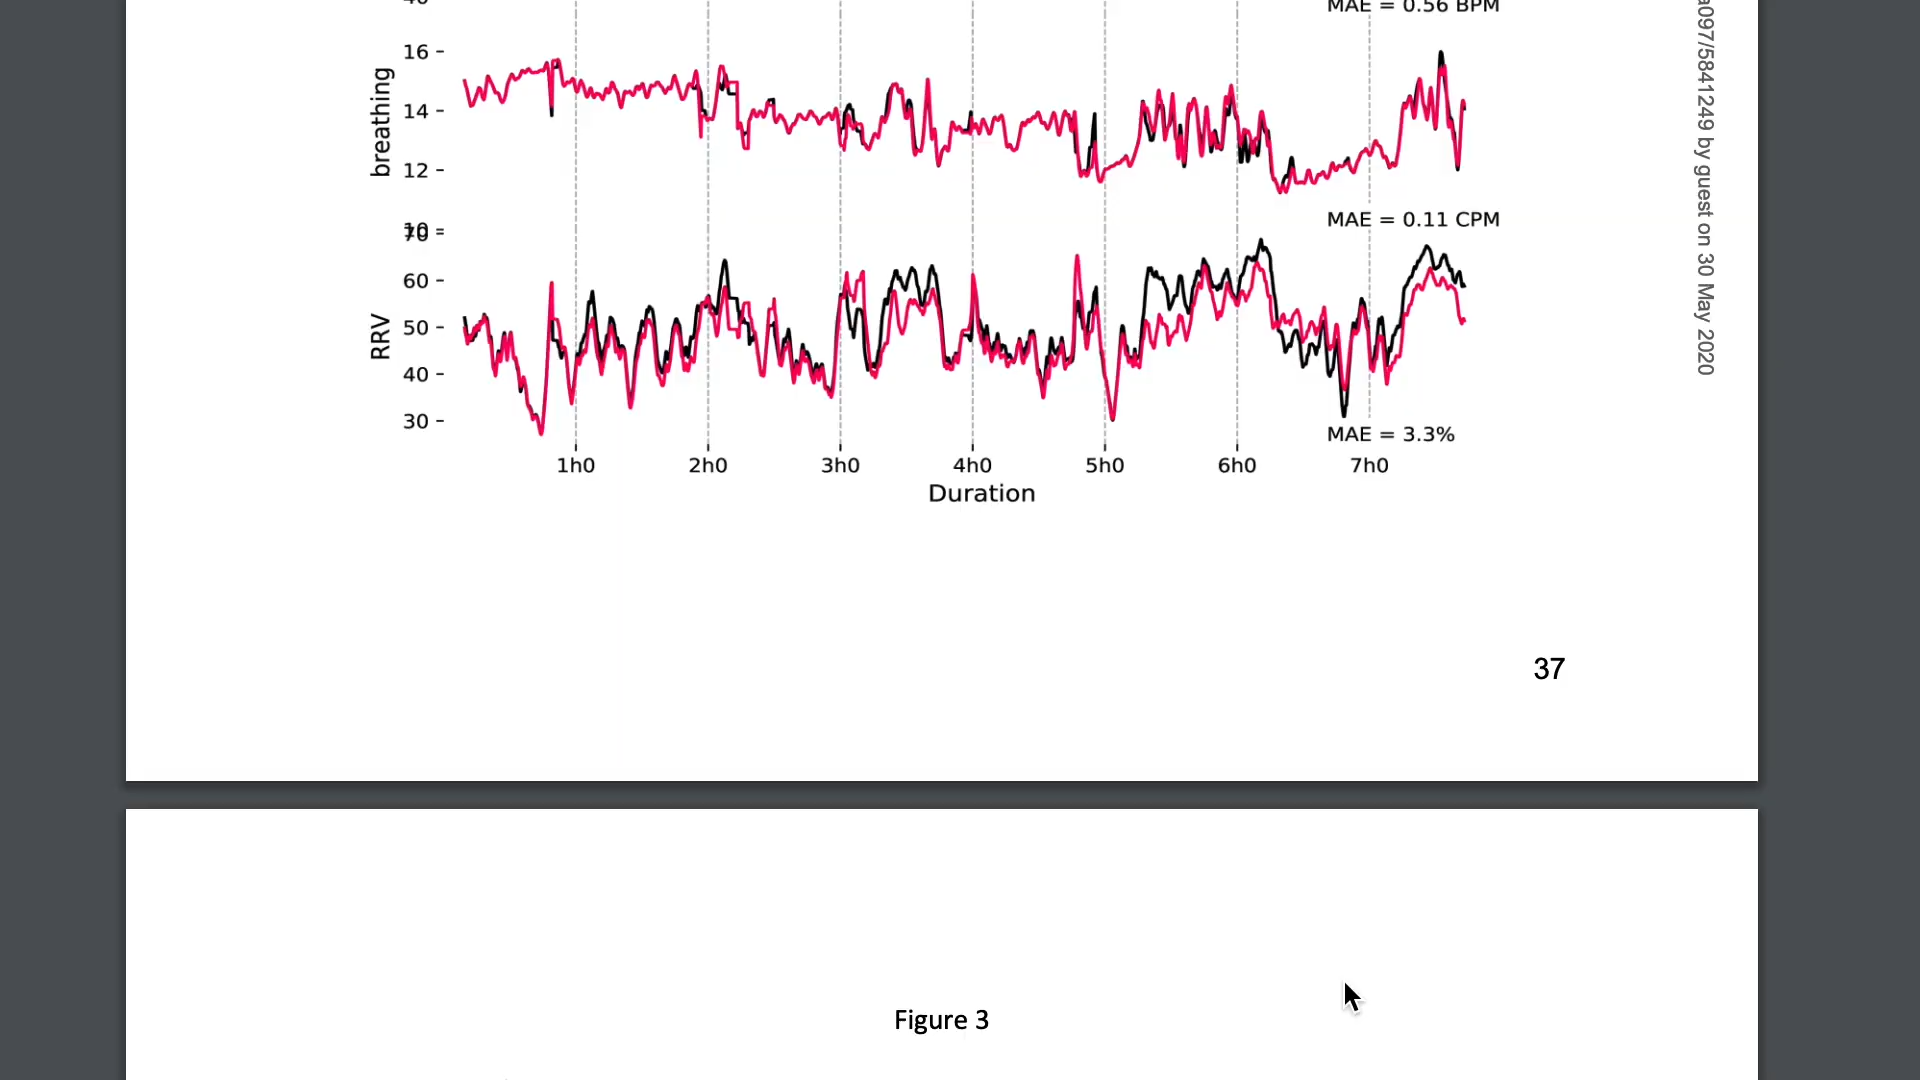 MAE = 0.56 BPM
breathing
16
14
12
10
MAE = 0.11 CPM
RRV
70
60
50
40
30
MAE = 3.3%
1h0 2h0 3h0 4h0 5h0 6h0 7h0
Duration
a097/5841249 by guest on 30 May 2020
37
Figure 3